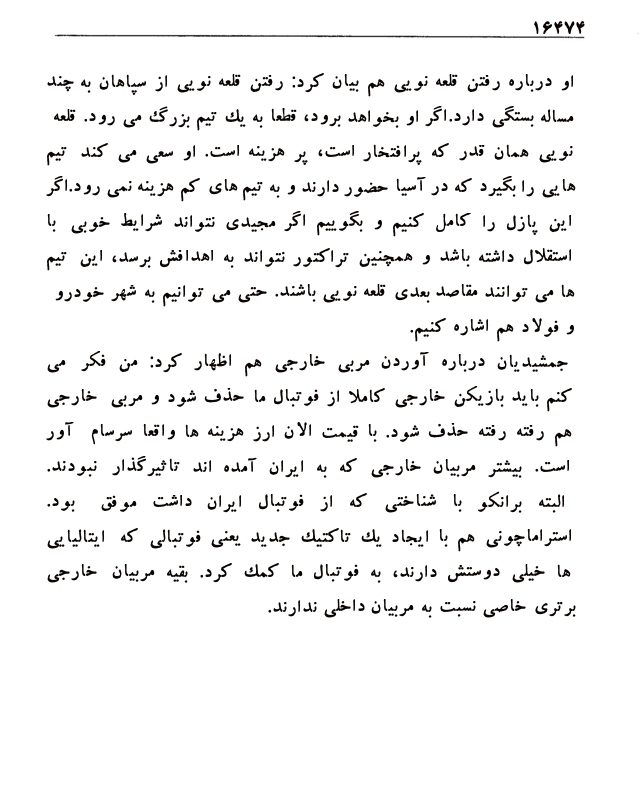 ۱۶۴۷۴
او درباره رفتن قلعه نویی هم بیان کرد: رفتن قلعه نویی از سپاهان به چند
مساله بستگی دارد.اگر او بخواهد برود، قطعا به یك تیم بزرگ می رود. قلعه
نویی همان قدر که پرافتخار است، پر هزینه است. او سعی می کند تیم
هایی را بگیرد که در آسیا حضور دارند و به تیم های کم هزینه نمی رود.اگر
این پازل را کامل کنیم و بگوییم اگر مجیدی نتواند شرایط خوبی با
استقلال داشته باشد و همچنین تراکتور نتواند به اهدافش برسد، این تیم
ها می توانند مقاصد بعدی قلعه نویی باشند. حتی می توانیم به شهر خودرو
و فولاد هم اشاره کنیم.
جمشیدیان درباره آوردن مربی خارجی هم اظهار کرد: من فکر می
کنم باید بازیکن خارجی کاملا از فوتبال ما حذف شود و مربی خارجی
هم رفته رفته حذف شود. با قیمت الان ارز هزینه ها واقعا سرسام آور
است. بیشتر مربیان خارجی که به ایران آمده اند تاثیرگذار نبودند.
البته برانکو با شناختی که از فوتبال ایران داشت موفق بود.
استراماچونی هم با ایجاد یك تاکتیك جدید یعنی فوتبالی که ایتالیایی
ها خیلی دوستش دارند، به فوتبال ما کمك کرد. بقیه مربیان خارجی
برتری خاصی نسبت به مربیان داخلی ندارند.